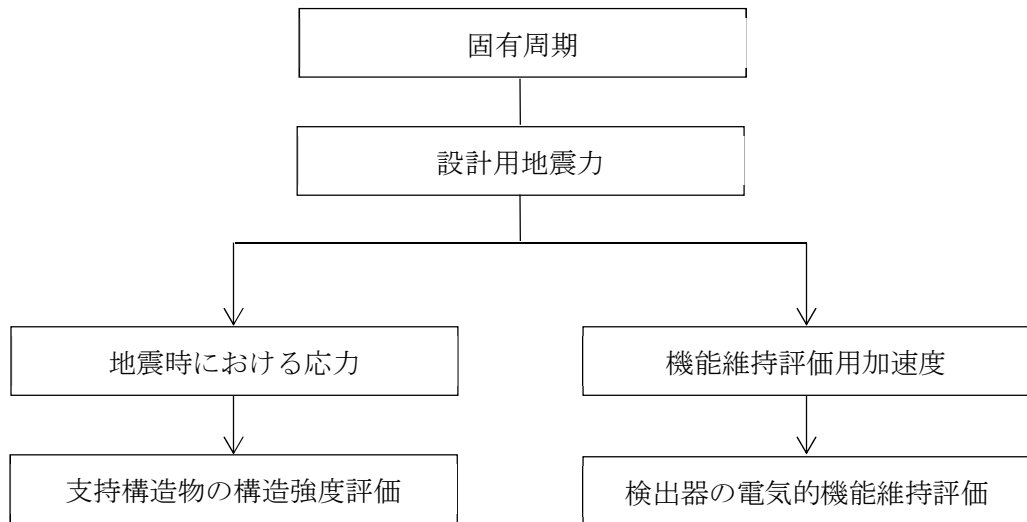 固有周期
設計用地震力
地震時における応力
機能維持評価用加速度
支持構造物の構造強度評価
検出器の電気的機能維持評価